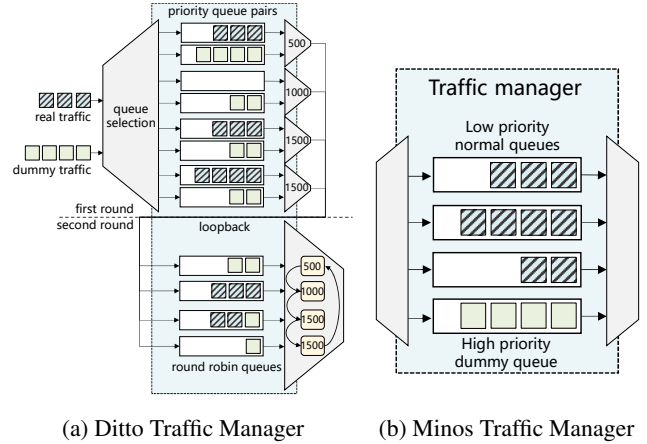 priority queue pairs
500
1000
1500
1500
queue
selection
real traffic
dummy traffic
first round
second round
loopback
500
1000
1500
1500
round robin queues
(a) Ditto Traffic Manager
Traffic manager
Low priority
normal queues
High priority
dummy queue
(b) Minos Traffic Manager